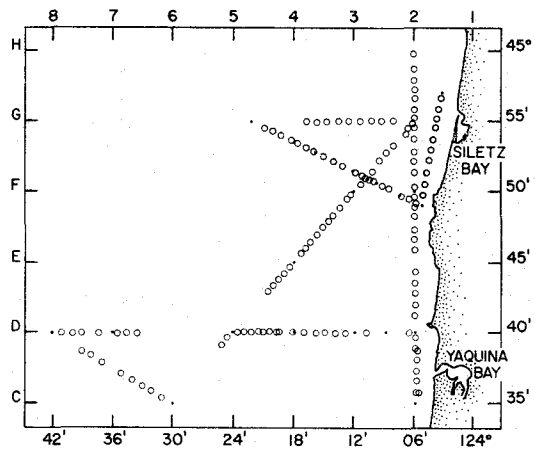 8 7 6 5 4 3 2 1
H 45°
G 55'
SILETZ
BAY
F 50'
E 45'
D 40'
YAQUINA
BAY
C 35'
42' 36' 30' 24' 18' 12' 06' 124°